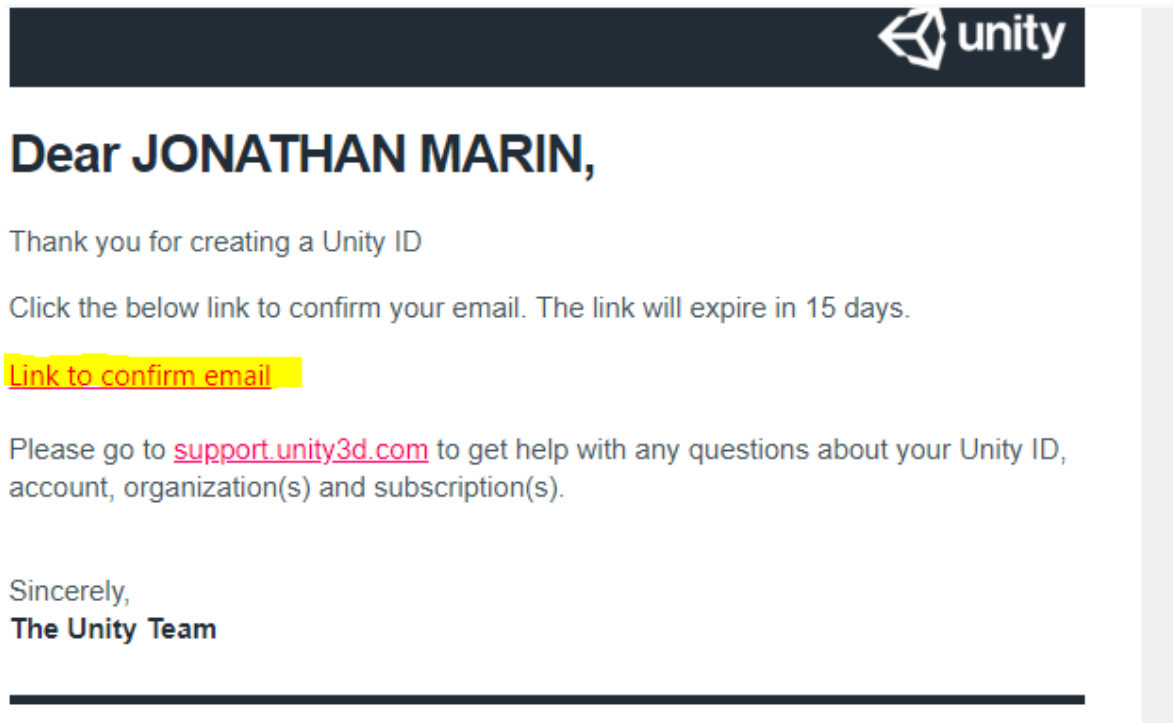 unity
Dear JONATHAN MARIN,
Thank you for creating a Unity ID
Click the below link to confirm your email. The link will expire in 15 days.
Link to confirm email
Please go to support.unity3d.com to get help with any questions about your Unity ID,
account, organization(s) and subscription(s).
Sincerely,
The Unity Team